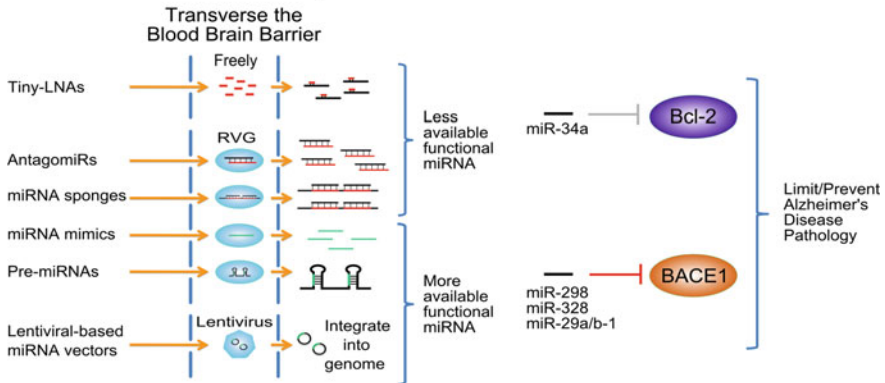 Transverse the
Blood Brain Barrier
Freely
Tiny-LNAs
RVG
AntagomiRs
miRNA sponges
miRNA mimics
Pre-miRNAs
Lentivirus
Lentiviral-based
miRNA vectors
Integrate
into
genome
Less
available
functional
miRNA
More
available
functional
miRNA
miR-34a
Bcl-2
BACE1
miR-298
miR-328
miR-29a/b-1
Limit/Prevent
Alzheimer's
Disease
Pathology